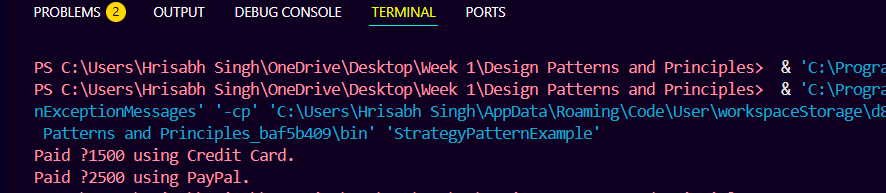 PROBLEMS 2 OUTPUT DEBUG CONSOLE TERMINAL PORTS
PS C:\Users\Hrisabh Singh\OneDrive\Desktop\Week 1\Design Patterns and Principles> & 'C:\Progra
PS C:\Users\Hrisabh Singh\OneDrive\Desktop\Week 1\Design Patterns and Principles> & 'C:\Progra
nExceptionMessages' '-cp' 'C:\Users\Hrisabh Singh\AppData\Roaming\Code\User\workspaceStorage\d8
Patterns and Principles_baf5b409\bin' 'StrategyPatternExample'
Paid ?1500 using Credit Card.
Paid ?2500 using PayPal.